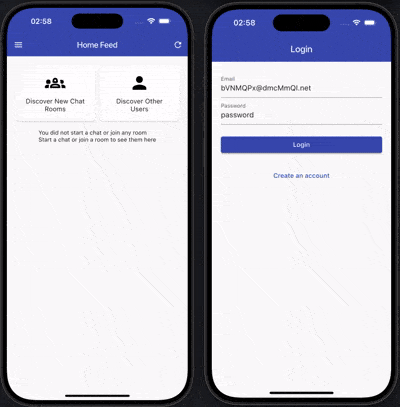 02:58
Home Feed
Discover New Chat
Rooms
Discover Other
Users
You did not start a chat or join any room
Start a chat or join a room to see them here
02:58
Login
Email
bVNMQPx@dmcMmQI.net
Password
password
Login
Create an account